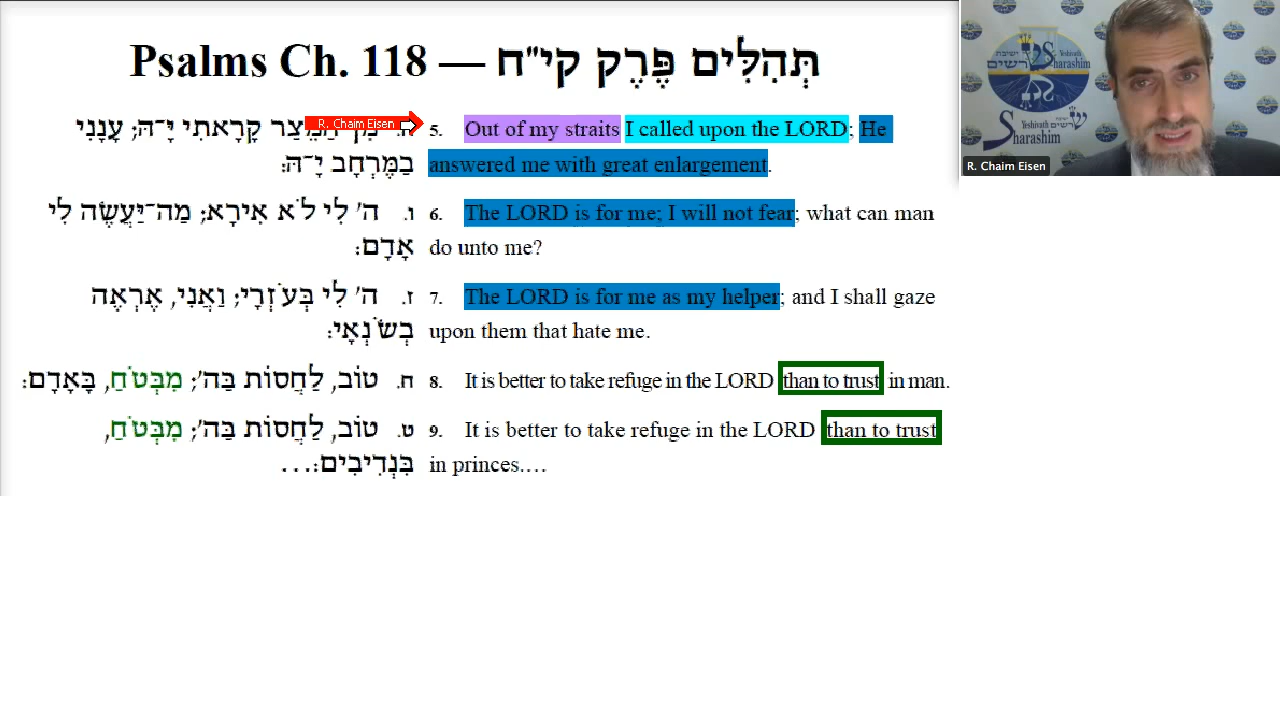 Psalms Ch. 118 — תְּהִלִּים פֶּרֶק קי״ח
R. Chaim Eisen
קָרָאתִי יָּ־הּ; עָנָנִי
בַמֶּרְחָב יָ־הּ:
5. Out of my straits I called upon the LORD; He
answered me with great enlargement.
ו. ה׳ לִי לֹא אִירָא; מַה־יַּעֲשֶׂה לִי
אָדָם:
6. The LORD is for me; I will not fear; what can man
do unto me?
ז. ה׳ לִי בְּעֹזְרָי; וַאֲנִי, אֶרְאֶה
בְשֹׂנְאָי:
7. The LORD is for me as my helper; and I shall gaze
upon them that hate me.
ח. טוֹב, לַחֲסוֹת בַּה׳; מִבְּטֹחַ, בָּאָדָם:
8. It is better to take refuge in the LORD than to trust in man.
ט. טוֹב, לַחֲסוֹת בַּה׳; מִבְּטֹחַ,
בִּנְדִיבִים:...
9. It is better to take refuge in the LORD than to trust
in princes....
ישיבת
Sharashim
שרשים
Yeshivath
Sharashim
שרשים
R. Chaim Eisen